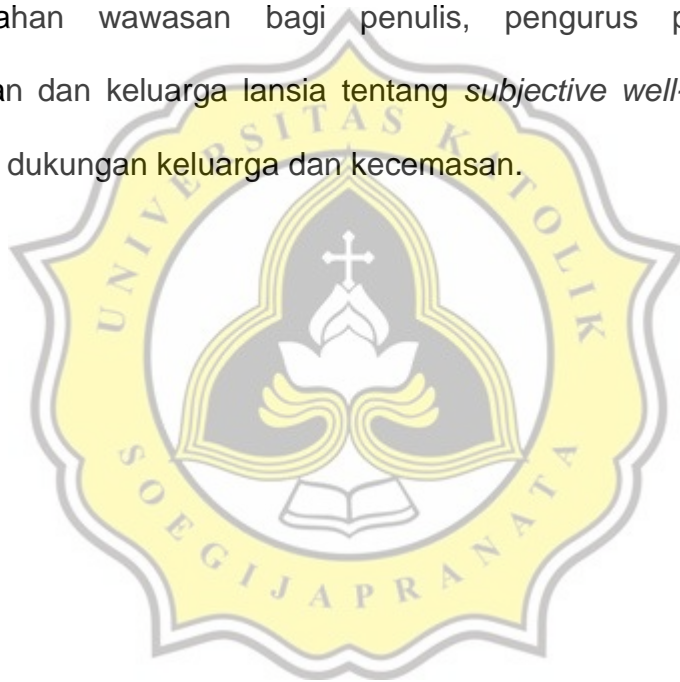 ahan wawasan bagi penulis, pengurus p
an dan keluarga lansia tentang subjective well-
dukungan keluarga dan kecemasan.
UNIVERSITAS KATOLIK
SOEGIJAPRANATA